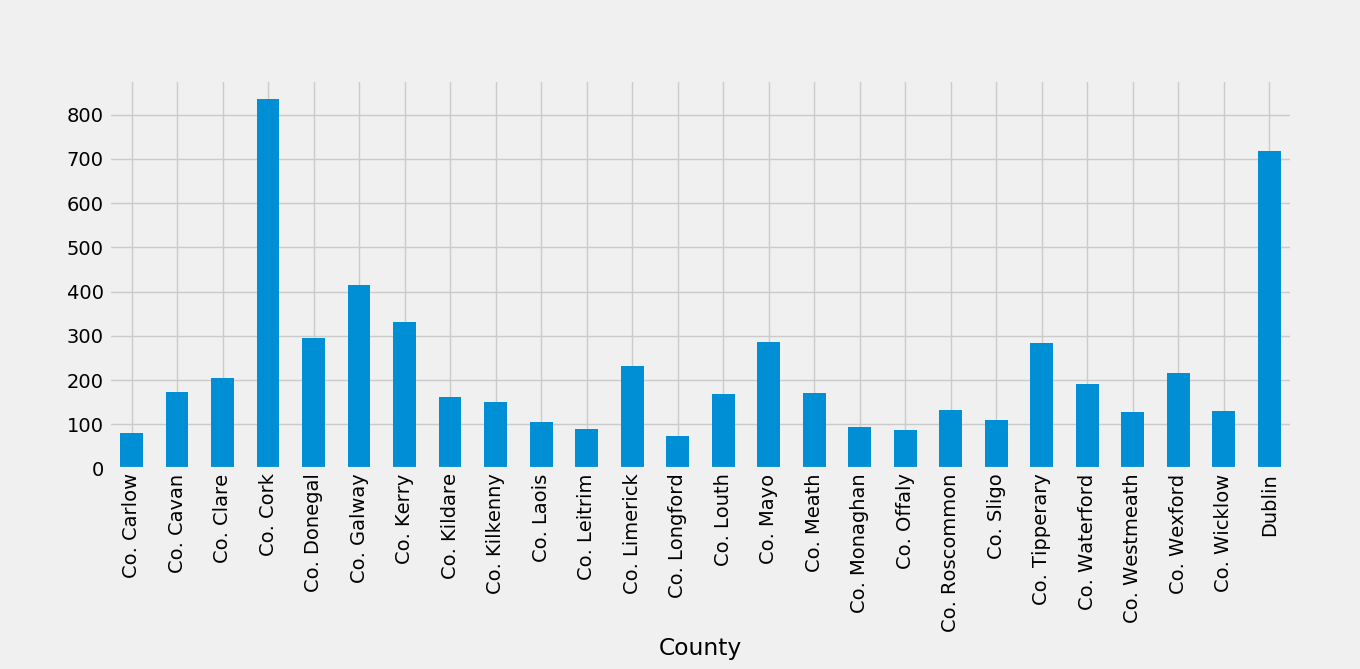 800
700
600
500
400
300
200
100
0
Co. Carlow
Co. Cavan
Co. Clare
Co. Cork
Co. Donegal
Co. Galway
Co. Kerry
Co. Kildare
Co. Kilkenny
Co. Laois
Co. Leitrim
Co. Limerick
Co. Longford
Co. Louth
Co. Mayo
Co. Meath
Co. Monaghan
Co. Offaly
Co. Roscommon
Co. Sligo
Co. Tipperary
Co. Waterford
Co. Westmeath
Co. Wexford
Co. Wicklow
Dublin
County